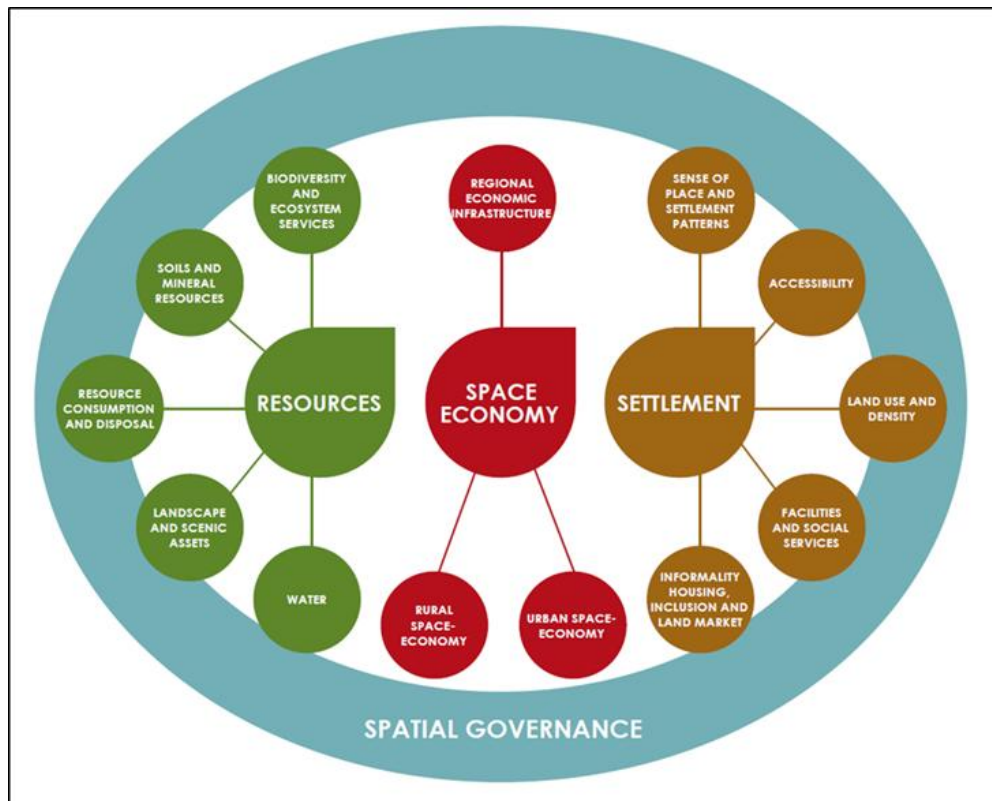 BIODIVERSITY
AND
ECOSYSTEM
SERVICES
SOILS AND
MINERAL
RESOURCES
RESOURCE
CONSUMPTION
AND DISPOSAL
LANDSCAPE
AND SCENIC
ASSETS
WATER
RESOURCES
REGIONAL
ECONOMIC
INFRASTRUCTURE
SPACE
ECONOMY
RURAL
SPACE-
ECONOMY
URBAN SPACE-
ECONOMY
SENSE OF
PLACE AND
SETTLEMENT
PATTERNS
ACCESSIBILITY
SETTLEMENT
LAND USE AND
DENSITY
FACILITIES
AND SOCIAL
SERVICES
INFORMALITY
HOUSING,
INCLUSION AND
LAND MARKET
SPATIAL GOVERNANCE